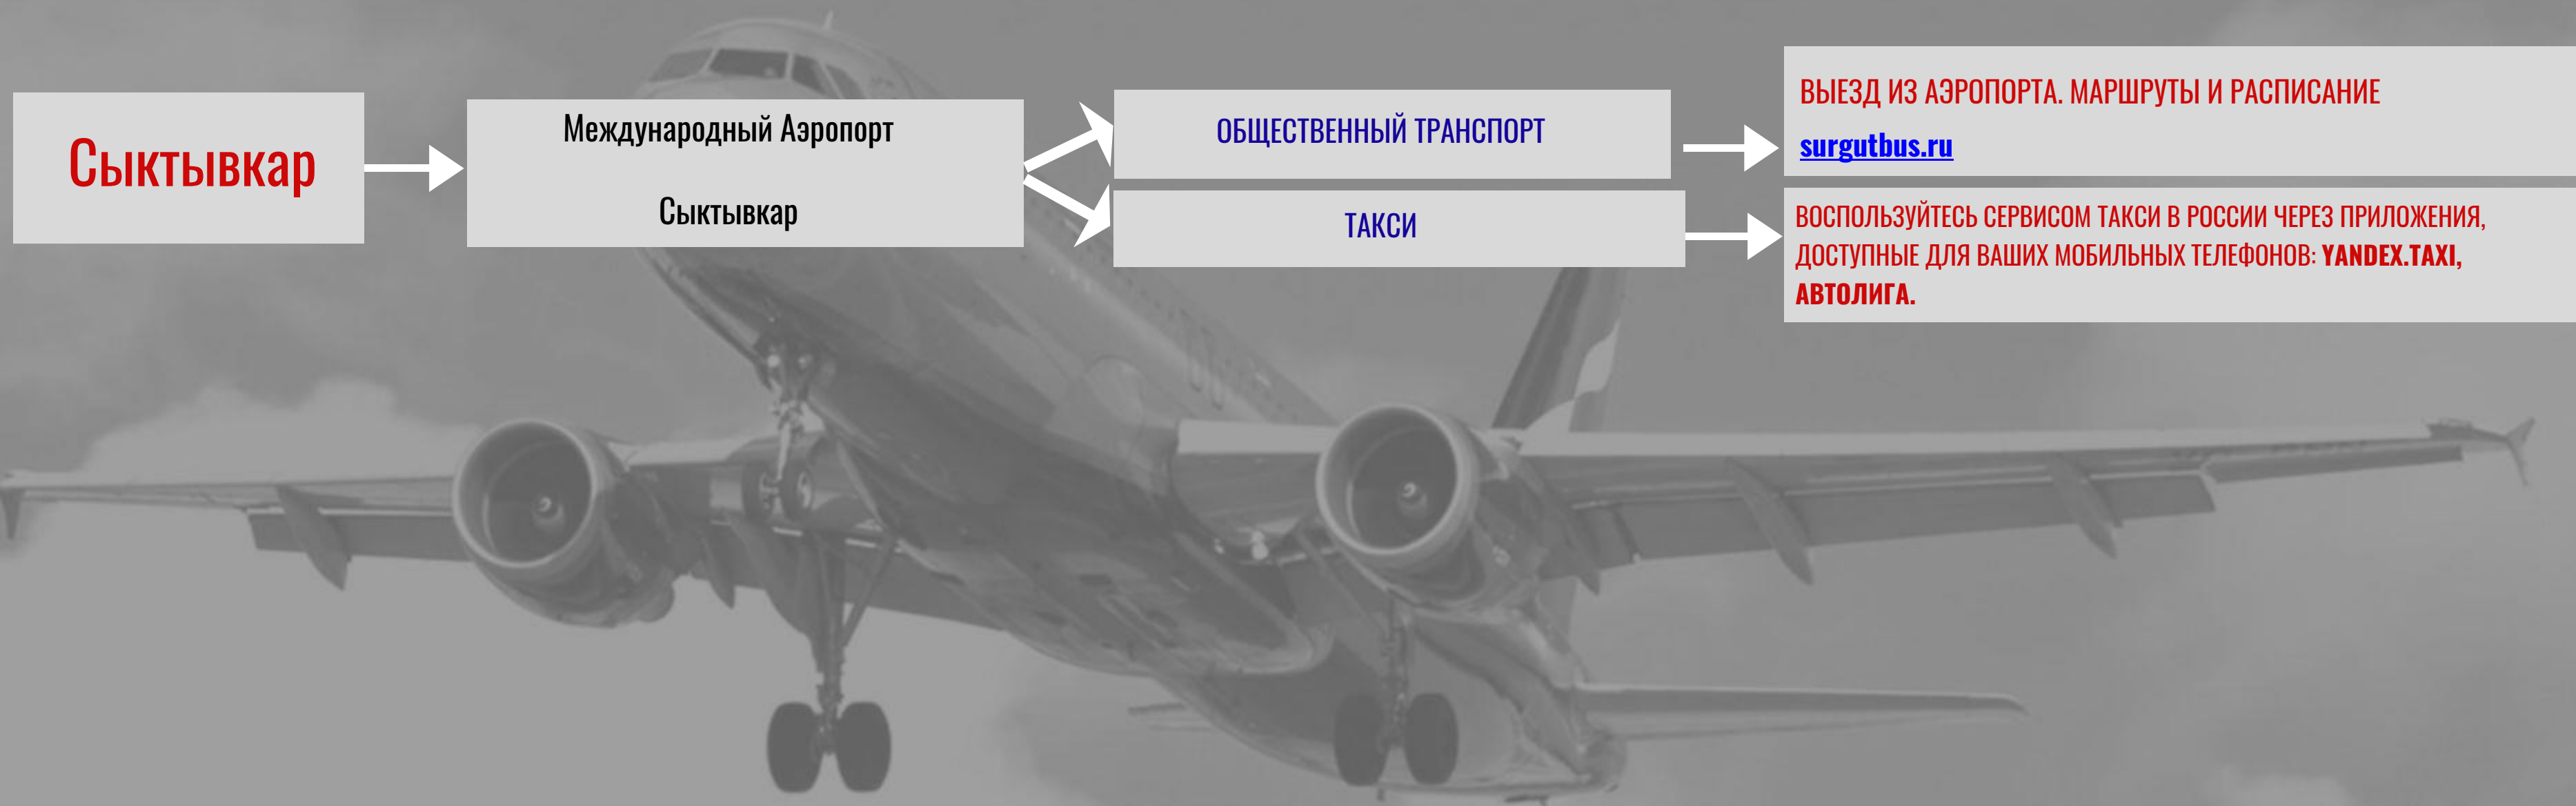 Сыктывкар
Международный Аэропорт
Сыктывкар
ОБЩЕСТВЕННЫЙ ТРАНСПОРТ
ТАКСИ
ВЫЕЗД ИЗ АЭРОПОРТА. МАРШРУТЫ И РАСПИСАНИЕ
surgutbus.ru
ВОСПОЛЬЗУЙТЕСЬ СЕРВИСОМ ТАКСИ В РОССИИ ЧЕРЕЗ ПРИЛОЖЕНИЯ,
ДОСТУПНЫЕ ДЛЯ ВАШИХ МОБИЛЬНЫХ ТЕЛЕФОНОВ: YANDEX.TAXI,
АВТОЛИГА.